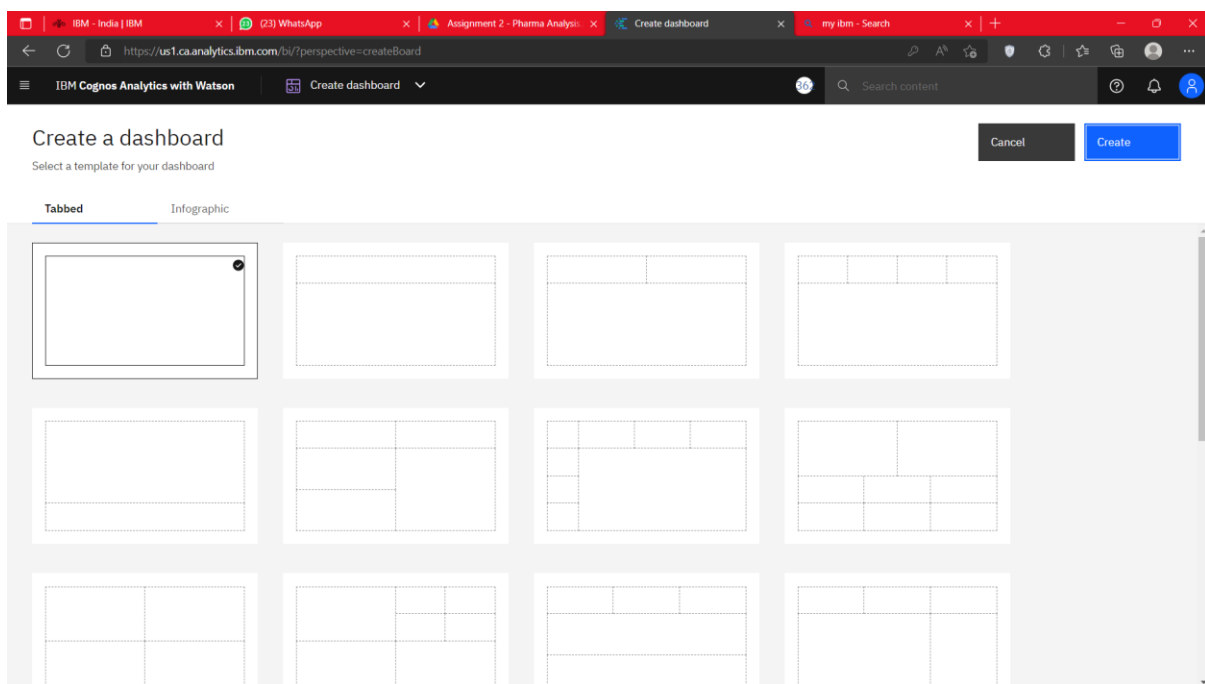 IBM - India | IBM
(23) WhatsApp
Assignment 2 - Pharma Analysis
Create dashboard
my ibm - Search
https://us1.ca.analytics.ibm.com/bi/?perspective=createBoard
IBM Cognos Analytics with Watson
Create dashboard
362
Search content
Create a dashboard
Cancel
Create
Select a template for your dashboard
Tabbed
Infographic